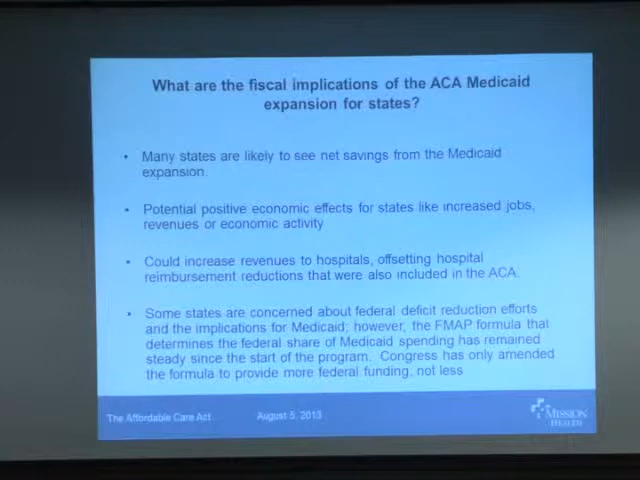 What are the fiscal implications of the ACA Medicaid
expansion for states?
• Many states are likely to see net savings from the Medicaid
expansion.
• Potential positive economic effects for states like increased jobs,
revenues or economic activity
• Could increase revenues to hospitals, offsetting hospital
reimbursement reductions that were also included in the ACA.
• Some states are concerned about federal deficit reduction efforts
and the implications for Medicaid; however, the FMAP formula that
determines the federal share of Medicaid spending has remained
steady since the start of the program. Congress has only amended
the formula to provide more federal funding, not less
The Affordable Care Act August 5, 2013
MISSION
HEALTH